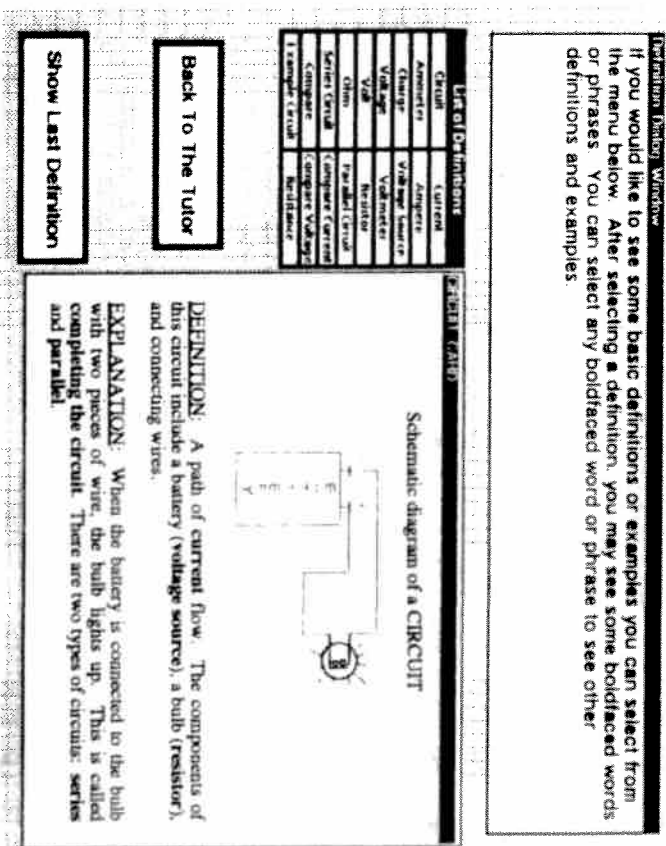 Definition Dialog Window
If you would like to see some basic definitions or examples you can select from
the menu below. After selecting a definition, you may see some boldfaced words
or phrases. You can select any boldfaced word or phrase to see other
definitions and examples.
List of Definitions
Circuit Current
Ammeter Ampere
Charge Voltage Source
Voltage Voltmeter
Volt Resistor
Ohm Parallel Circuit
Series Circuit Compare Current
Compare Compare Voltage
Example Circuit Resistance
Back To The Tutor
Show Last Definition
CIRCUIT CARD
Schematic diagram of a CIRCUIT
DEFINITION: A path of current flow. The components of
this circuit include a battery (voltage source), a bulb (resistor),
and connecting wires.
EXPLANATION: When the battery is connected to the bulb
with two pieces of wire, the bulb lights up. This is called
completing the circuit. There are two types of circuits: series
and parallel.